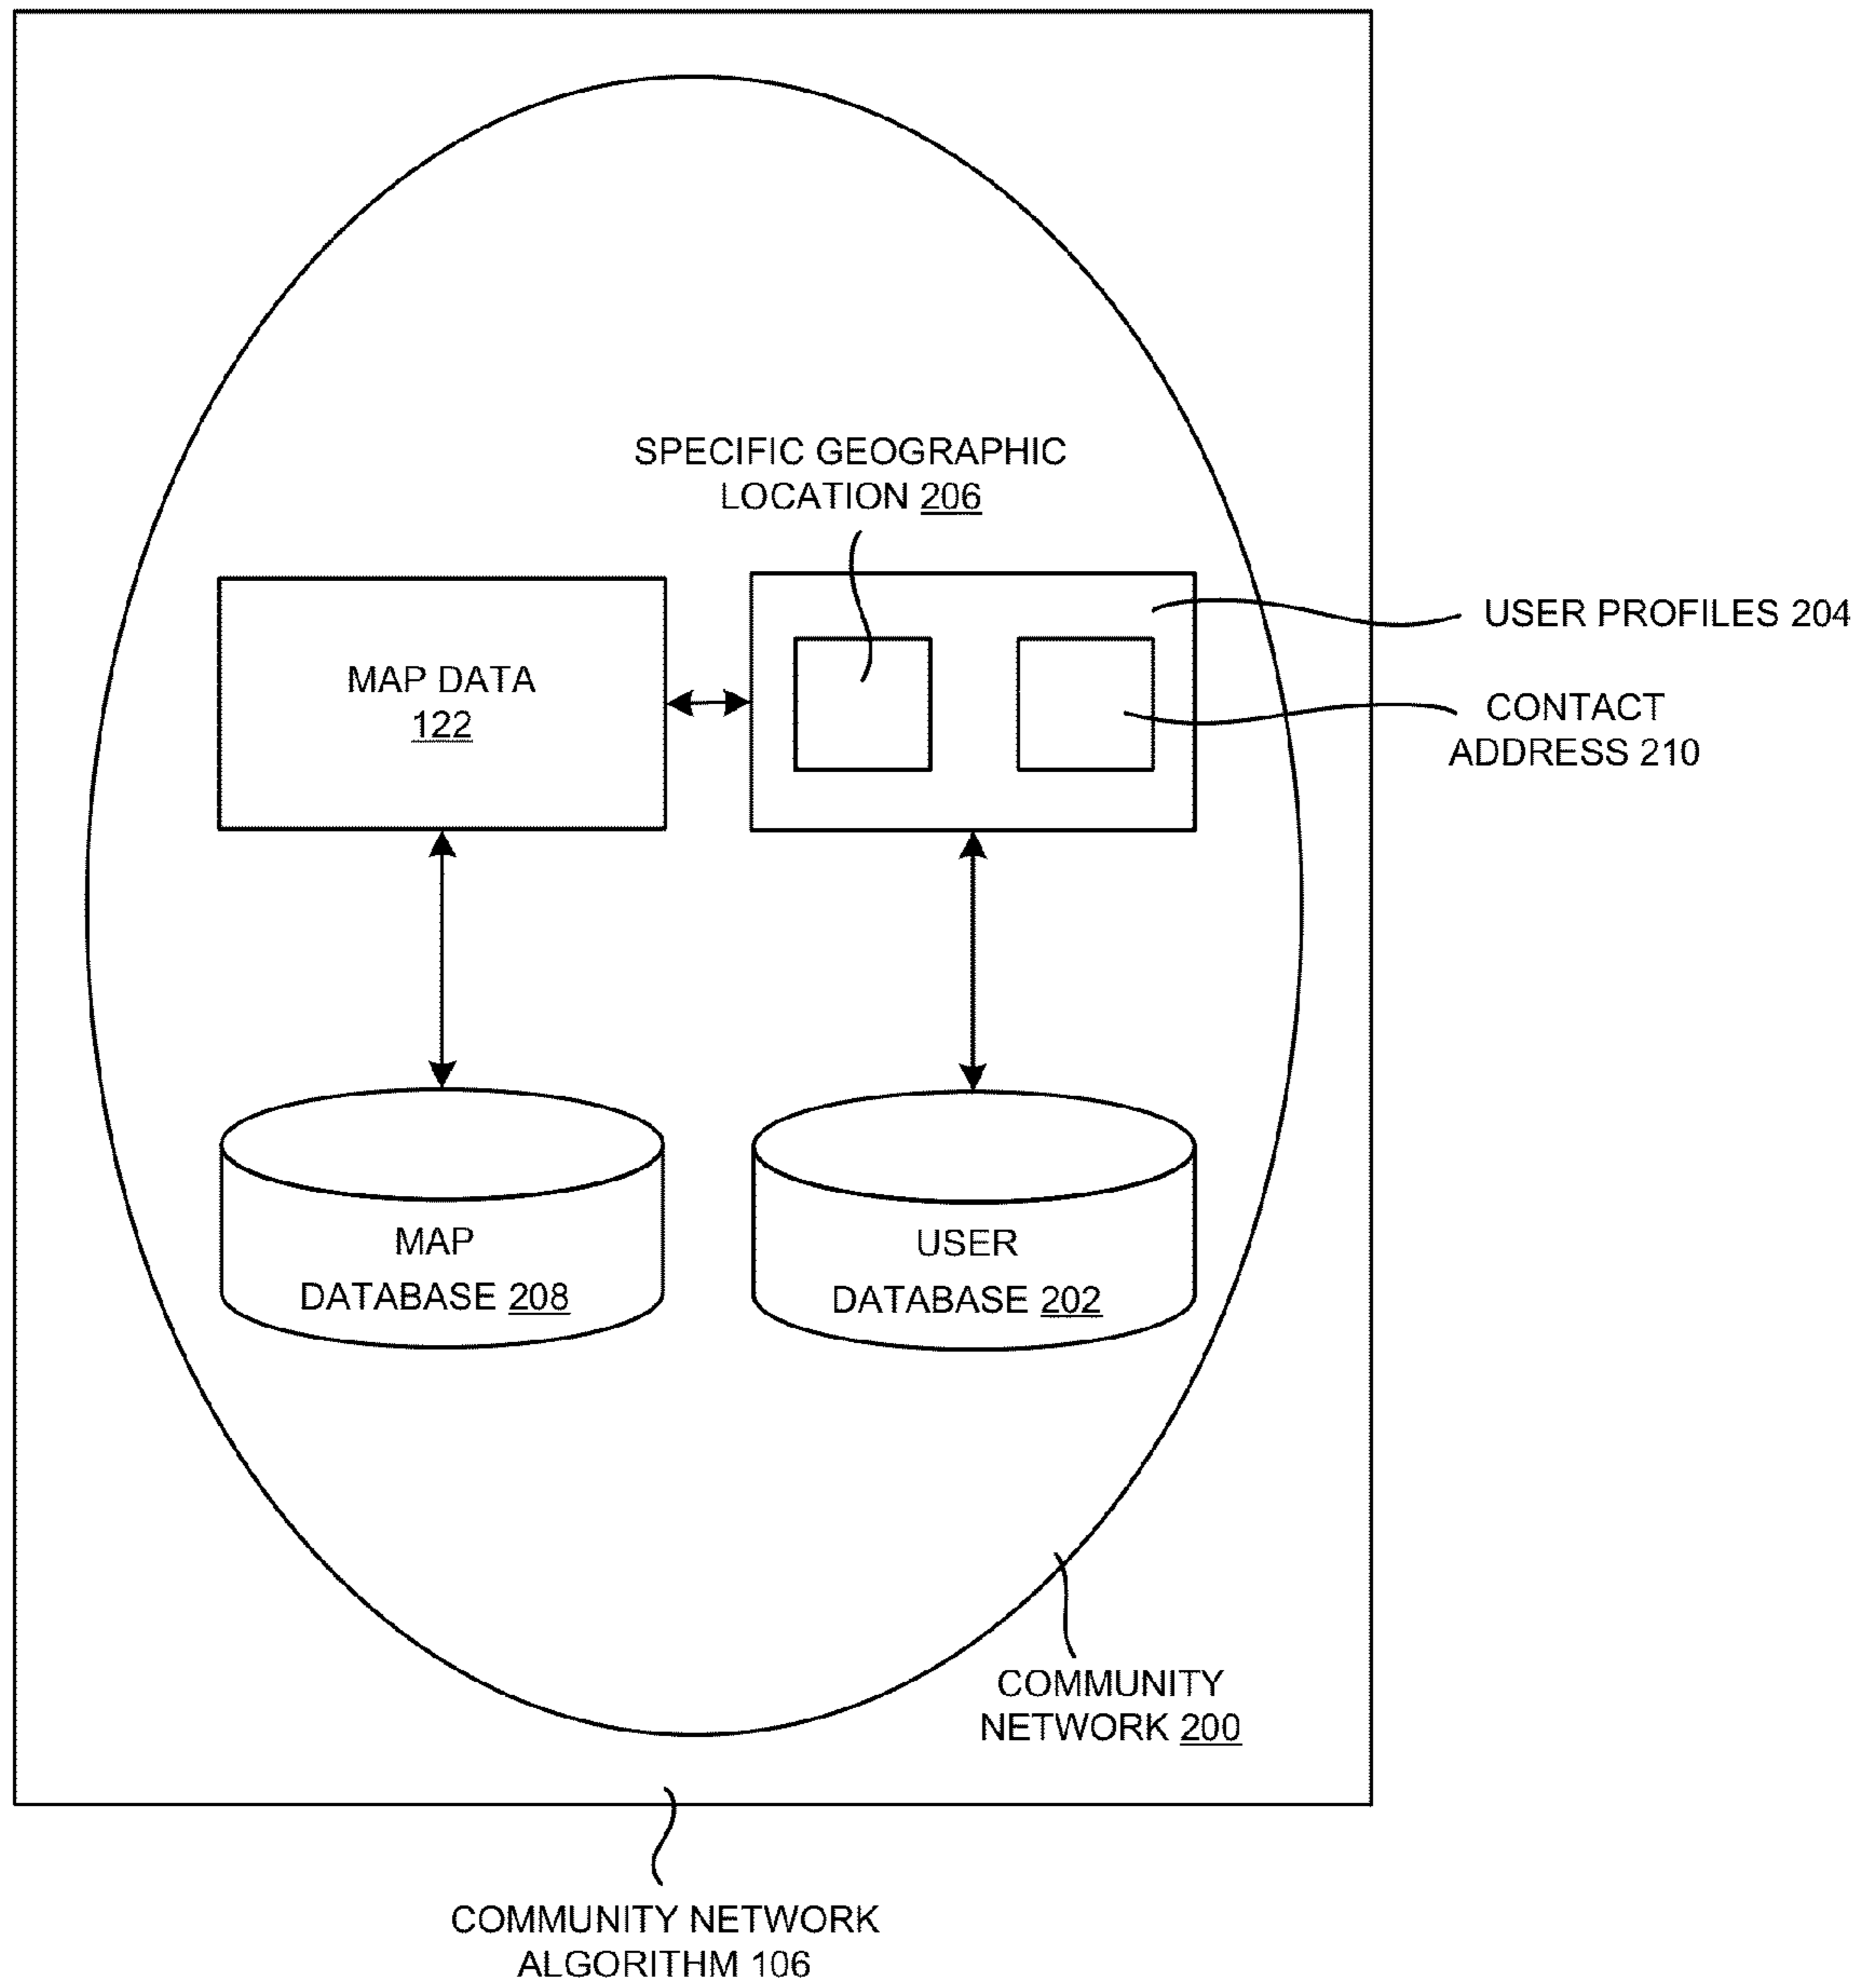 SPECIFIC GEOGRAPHIC
LOCATION 206
USER PROFILES 204
MAP DATA
122
CONTACT
ADDRESS 210
MAP
DATABASE 208
USER
DATABASE 202
COMMUNITY
NETWORK 200
COMMUNITY NETWORK
ALGORITHM 106